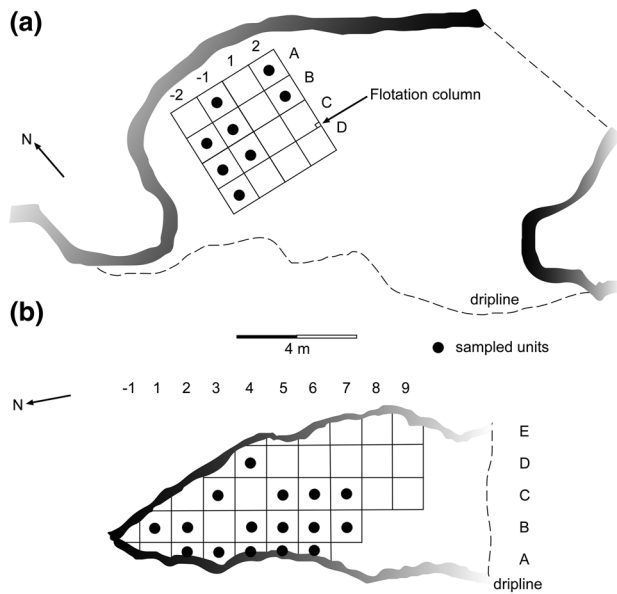 (a)
-2 -1 1 2
A
B
C
D
Flotation column
N
dripline
(b)
4 m
sampled units
-1 1 2 3 4 5 6 7 8 9
N
E
D
C
B
A
dripline